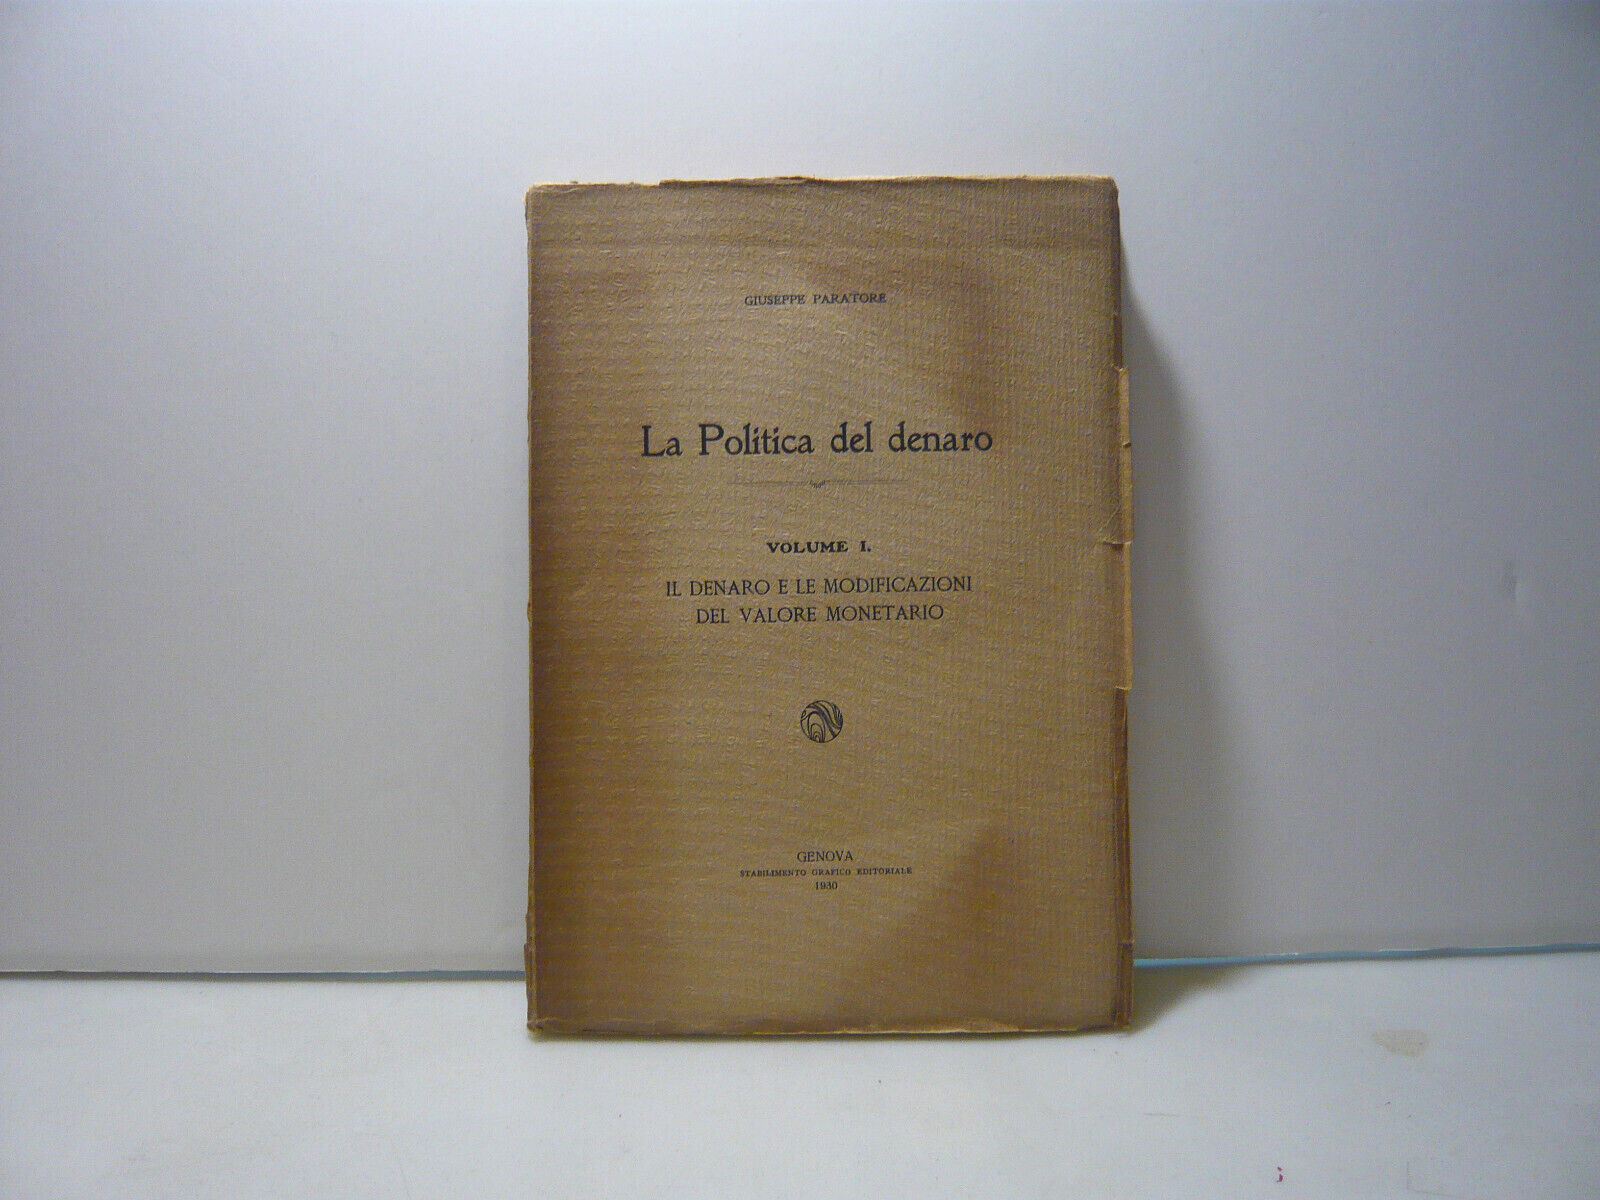 GIUSEPPE PARATORE
La Politica del denaro
VOLUME I.
IL DENARO E LE MODIFICAZIONI
DEL VALORE MONETARIO
GENOVA
STABILIMENTO GRAFICO EDITORIALE
1930